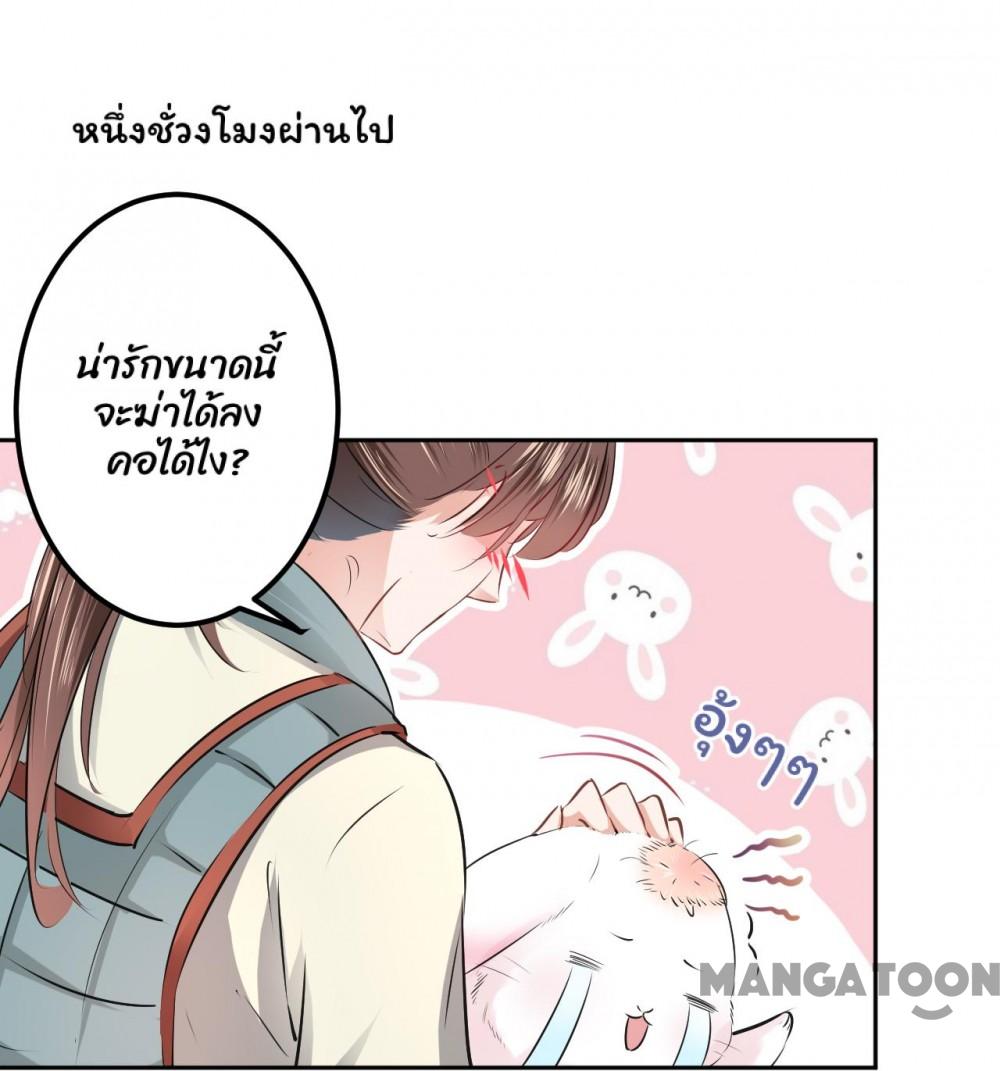 หนึ่งชั่วงโมงผ่านไป
น่ารักขนาดนี้
จะฆ่าได้ลง
คอได้ไง?
อุ้งๆๆ
MANGATOON